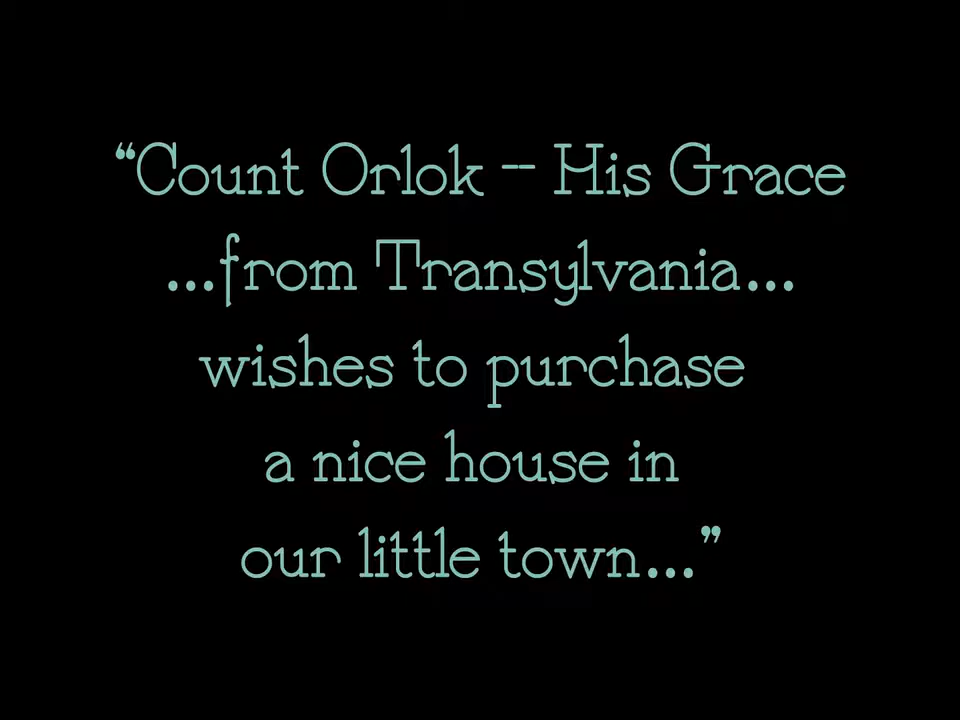 “Count Orlok -- His Grace
...from Transylvania...
wishes to purchase
a nice house in
our little town...”